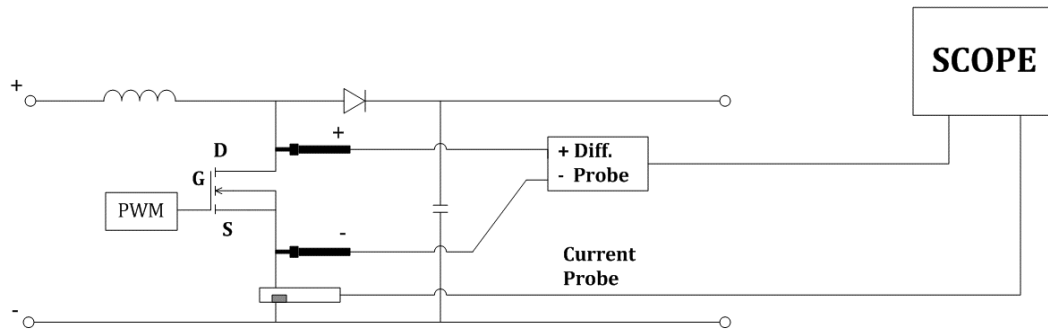 SCOPE
+
+
D
+ Diff.
- Probe
G
PWM
S
-
Current
Probe
-